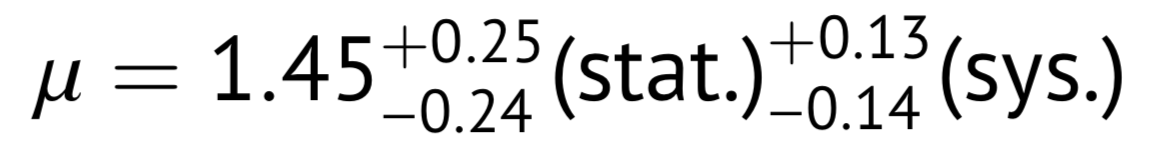 μ = 1.45^{+0.25}_{-0.24}(stat.)^{+0.13}_{-0.14}(sys.)